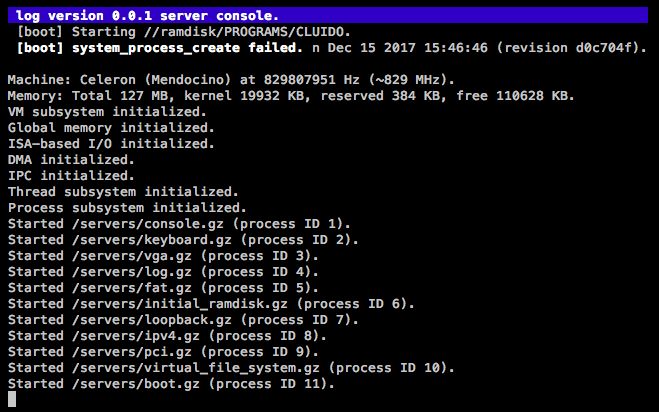 log version 0.0.1 server console.
[boot] Starting //ramdisk/PROGRAMS/CLUIDO.
[boot] system_process_create failed. n Dec 15 2017 15:46:46 (revision d0c704f).
Machine: Celeron (Mendocino) at 829807951 Hz (~829 MHz).
Memory: Total 127 MB, kernel 19932 KB, reserved 384 KB, free 110628 KB.
VM subsystem initialized.
Global memory initialized.
ISA-based I/O initialized.
DMA initialized.
IPC initialized.
Thread subsystem initialized.
Process subsystem initialized.
Started /servers/console.gz (process ID 1).
Started /servers/keyboard.gz (process ID 2).
Started /servers/vga.gz (process ID 3).
Started /servers/log.gz (process ID 4).
Started /servers/fat.gz (process ID 5).
Started /servers/initial_ramdisk.gz (process ID 6).
Started /servers/loopback.gz (process ID 7).
Started /servers/ipv4.gz (process ID 8).
Started /servers/pci.gz (process ID 9).
Started /servers/virtual_file_system.gz (process ID 10).
Started /servers/boot.gz (process ID 11).